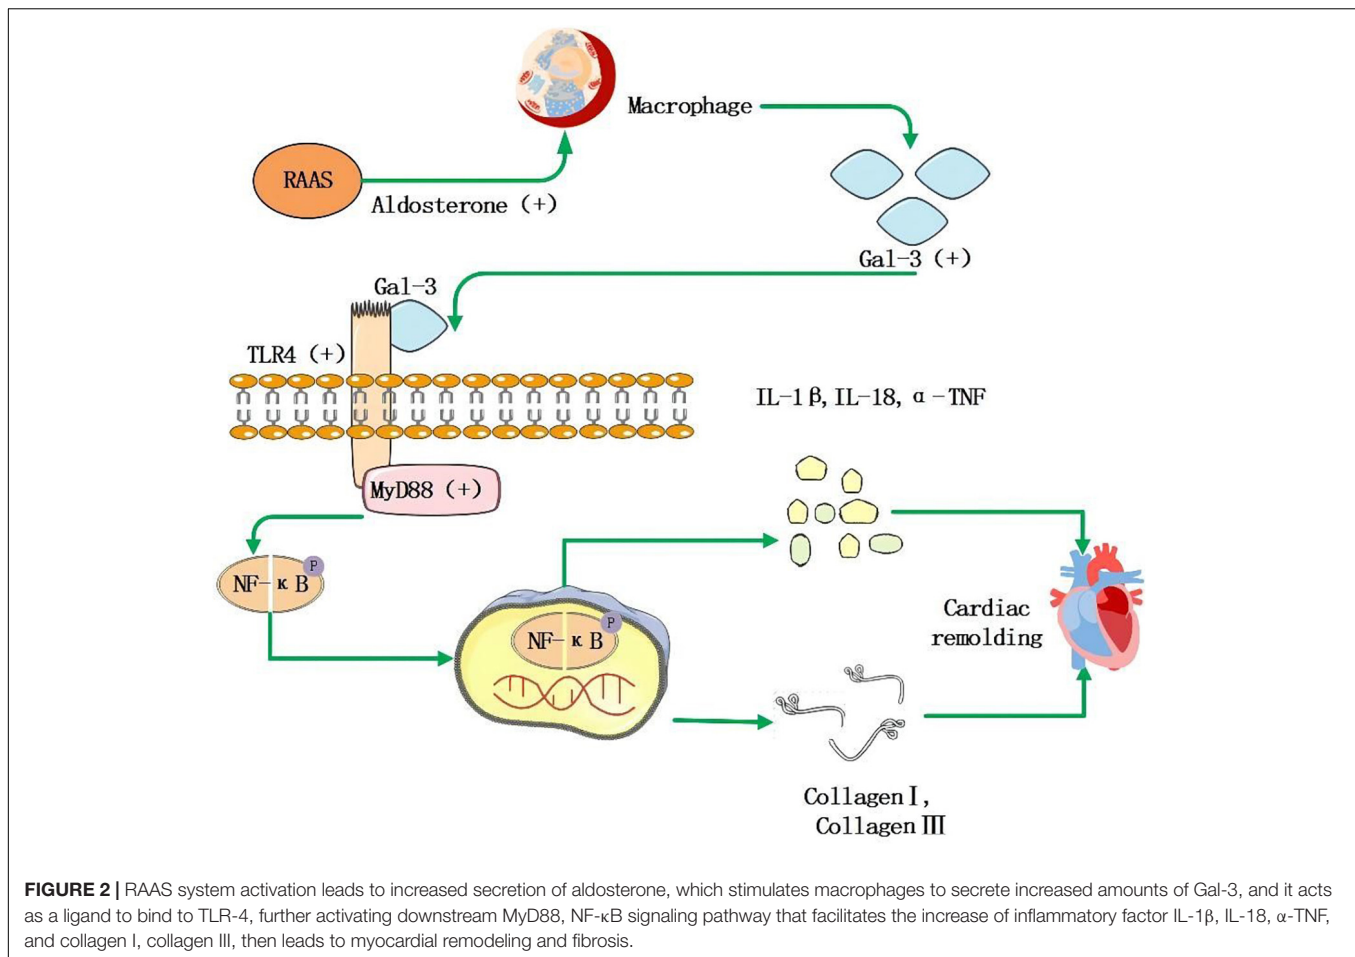 Macrophage
RAAS
Aldosterone (+)
Gal-3 (+)
Gal-3
TLR4 (+)
IL-1β, IL-18, α-TNF
MyD88 (+)
P
NF-κB
P
NF-κB
Cardiac
remolding
Collagen Ⅰ,
Collagen Ⅲ
FIGURE 2 | RAAS system activation leads to increased secretion of aldosterone, which stimulates macrophages to secrete increased amounts of Gal-3, and it acts
as a ligand to bind to TLR-4, further activating downstream MyD88, NF-κB signaling pathway that facilitates the increase of inflammatory factor IL-1β, IL-18, α-TNF,
and collagen I, collagen III, then leads to myocardial remodeling and fibrosis.